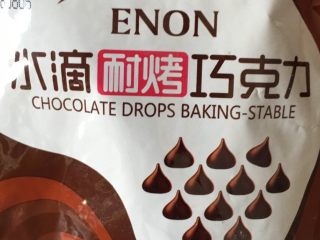 ENON
水滴耐烤巧克力
CHOCOLATE DROPS BAKING-STABLE